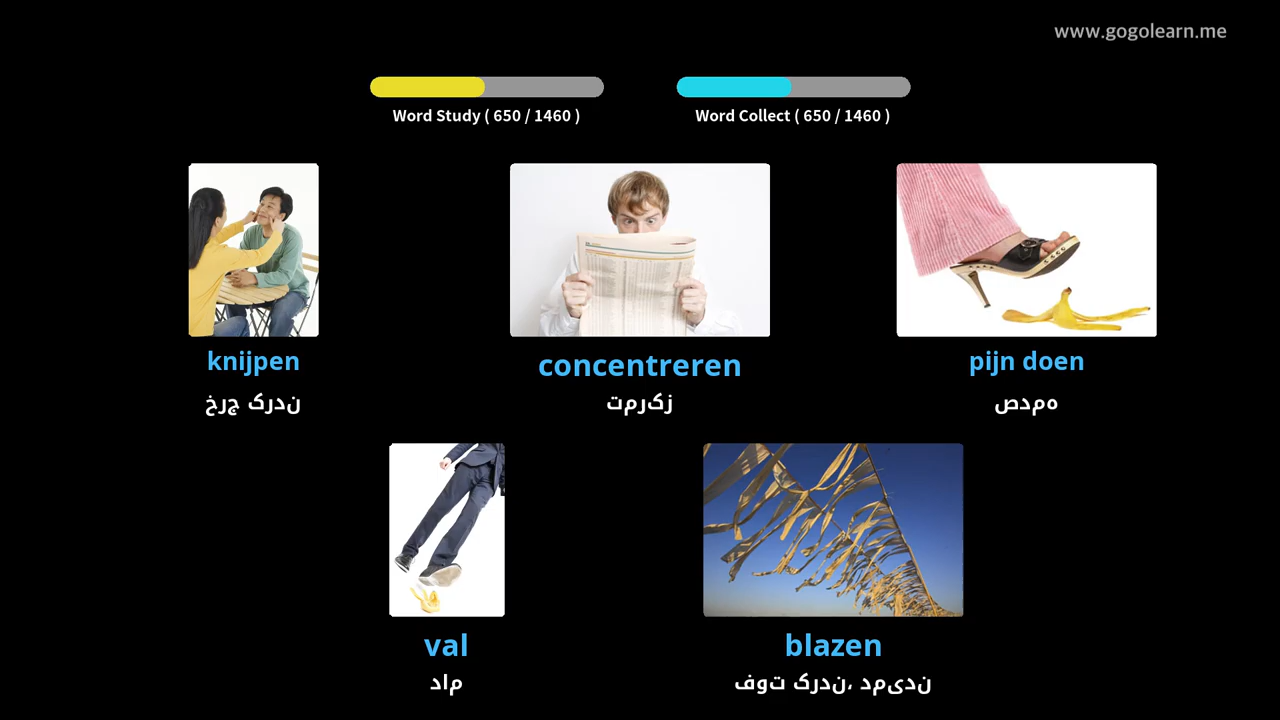 www.gogolearn.me
Word Study ( 650 / 1460 )
Word Collect ( 650 / 1460 )
knijpen
خرج کردن
concentreren
تمرکز
pijn doen
صدمه
val
دام
blazen
فوت کردن، دمیدن